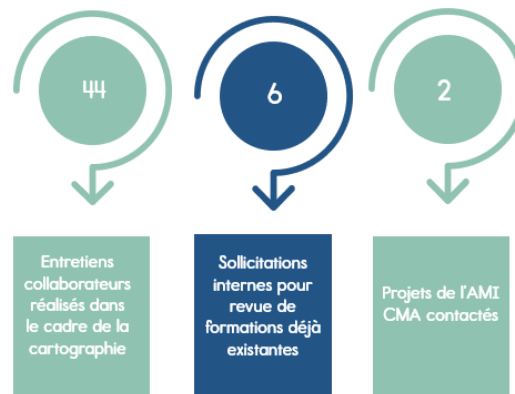 44
6
2
Entretiens
collaborateurs
réalisés dans
le cadre de la
cartographie
Sollicitations
internes pour
revue de
formations déjà
existantes
Projets de l'AMI
CMA contactés